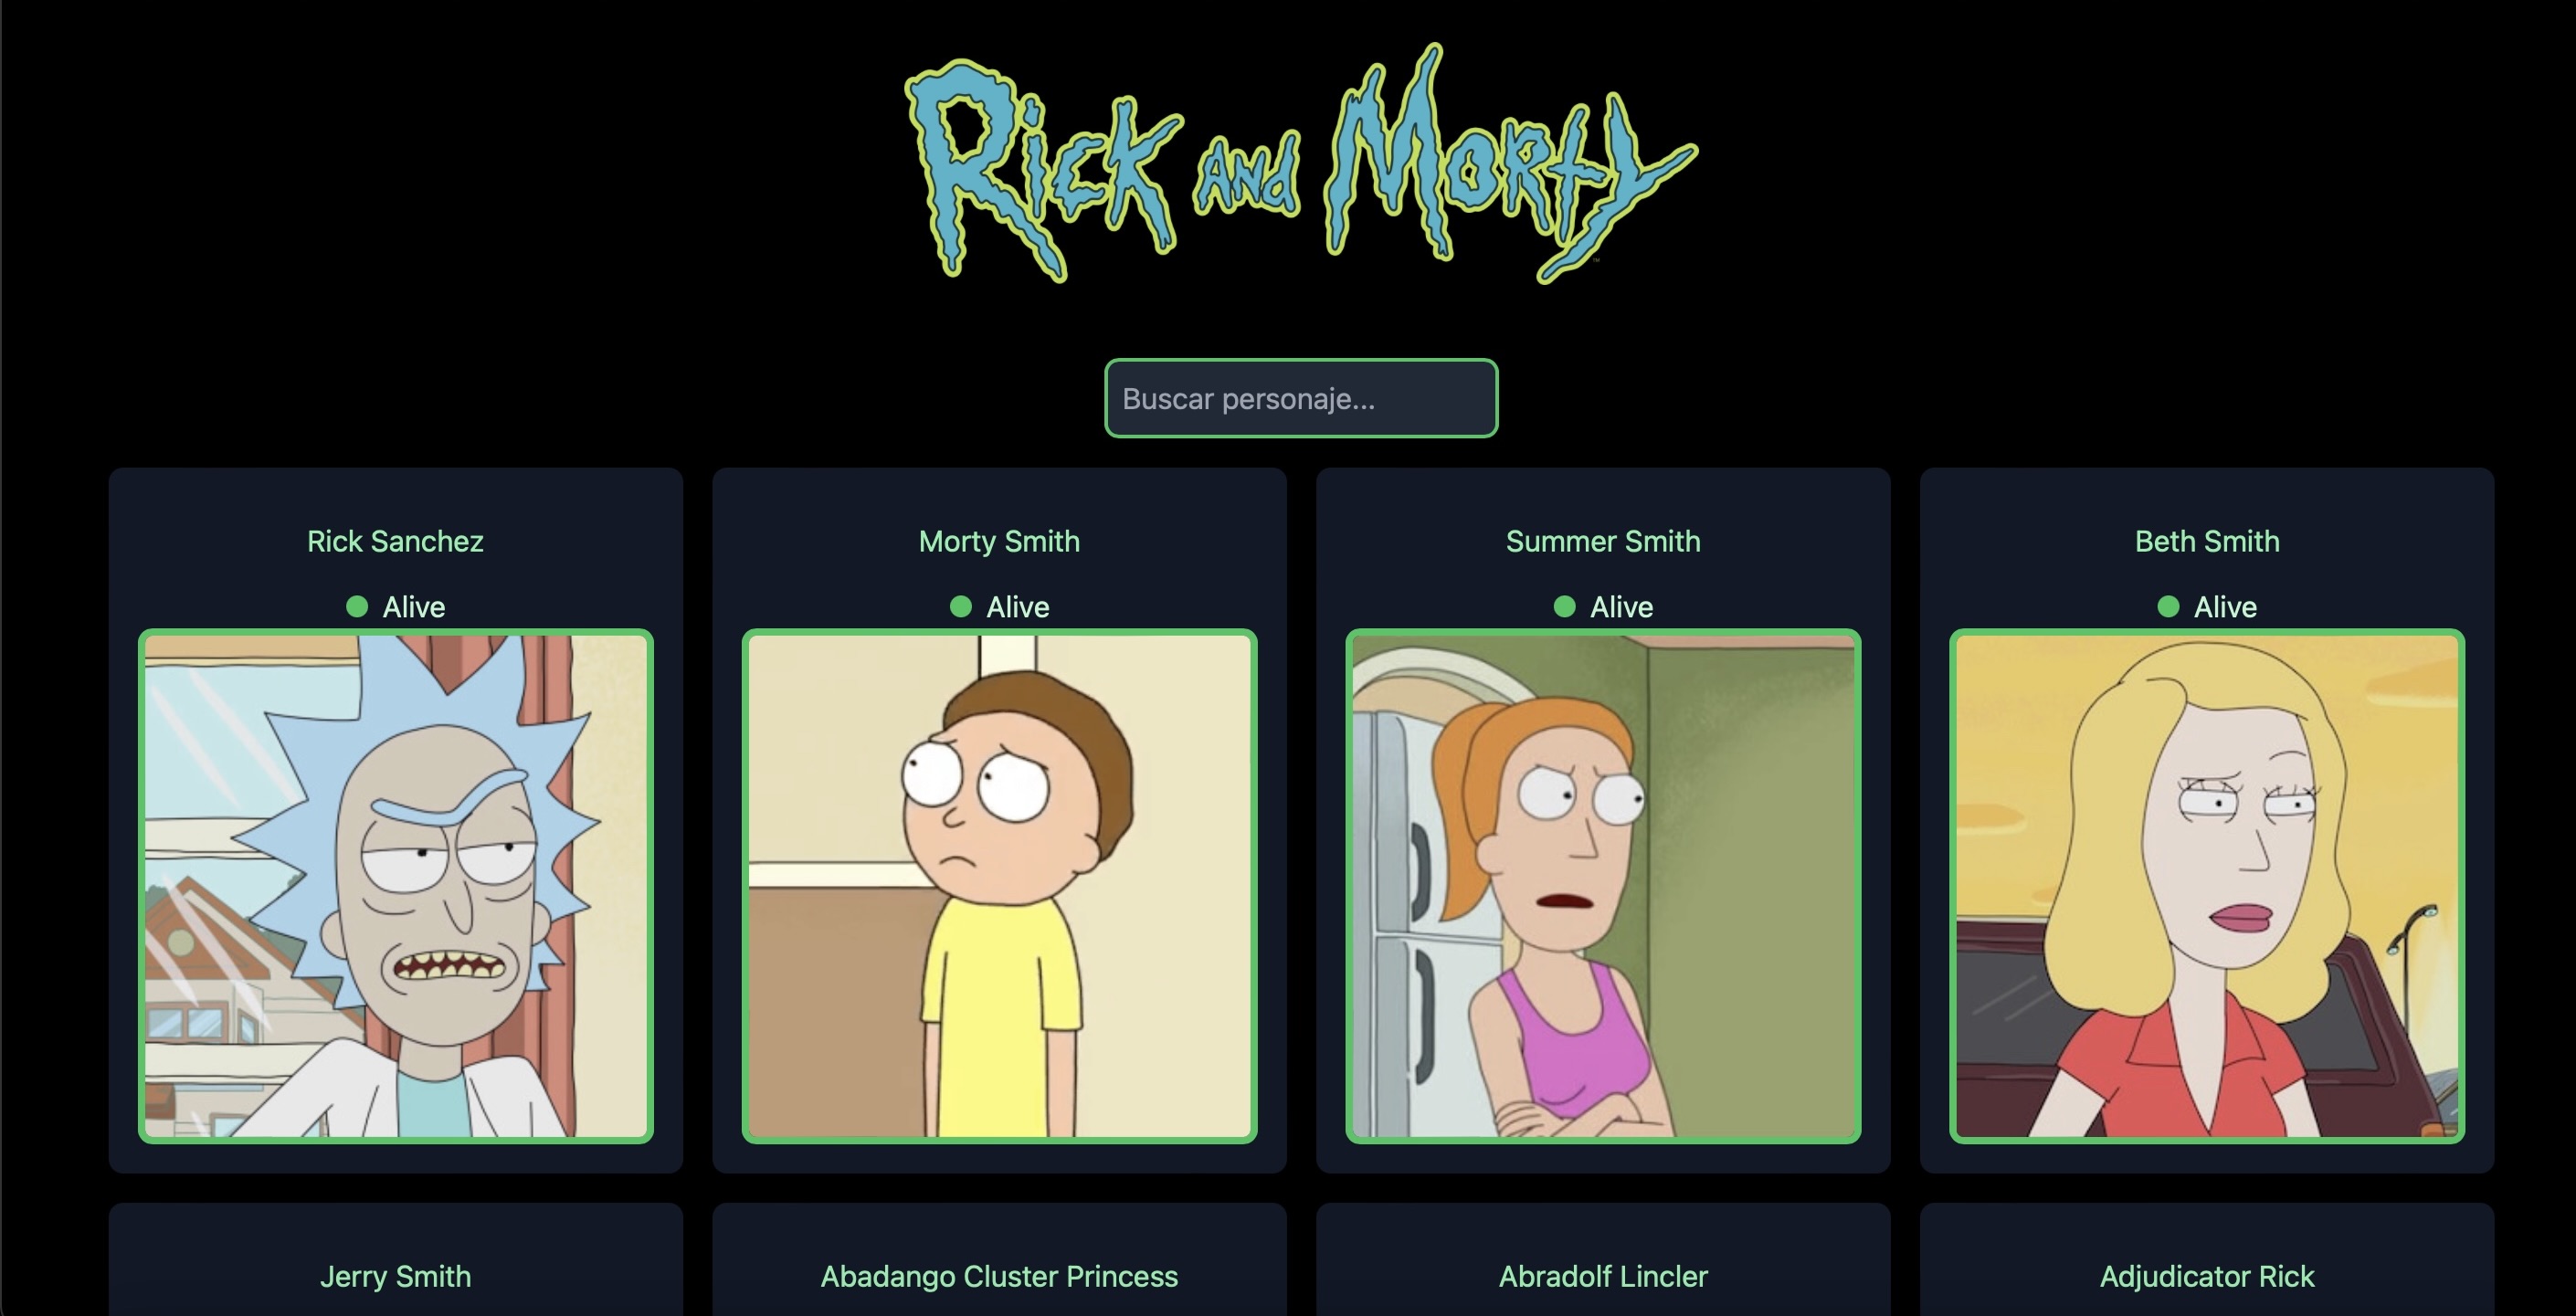 Rick and Morty
™
Buscar personaje...
Rick Sanchez
Alive
Morty Smith
Alive
Summer Smith
Alive
Beth Smith
Alive
Jerry Smith
Abadango Cluster Princess
Abradolf Lincler
Adjudicator Rick